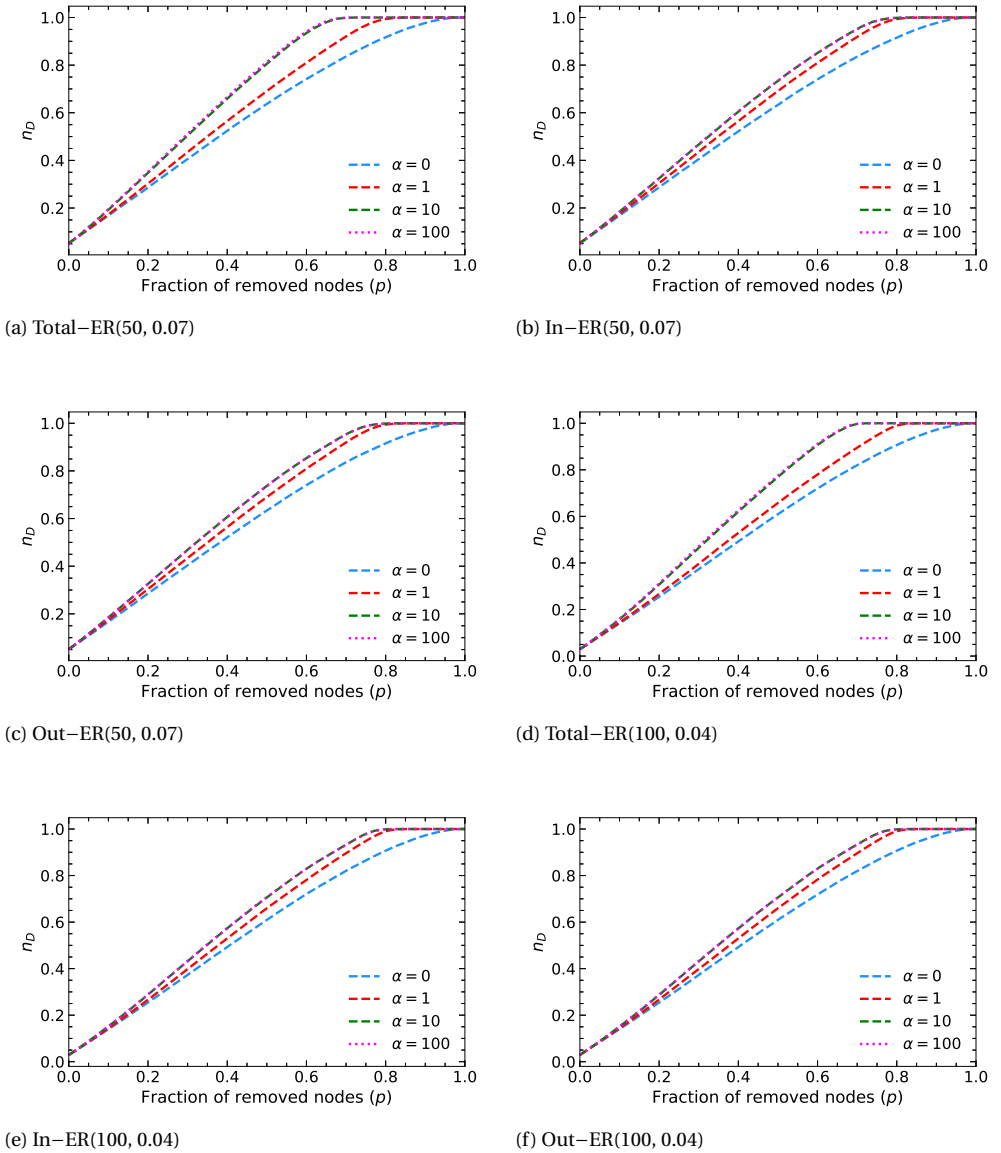 1.0
0.8
0.6
0.4
0.2
n_D
α = 0
α = 1
α = 10
α = 100
0.0 0.2 0.4 0.6 0.8 1.0
Fraction of removed nodes (p)
(a) Total−ER(50, 0.07)
1.0
0.8
0.6
0.4
0.2
n_D
α = 0
α = 1
α = 10
α = 100
0.0 0.2 0.4 0.6 0.8 1.0
Fraction of removed nodes (p)
(b) In−ER(50, 0.07)
1.0
0.8
0.6
0.4
0.2
n_D
α = 0
α = 1
α = 10
α = 100
0.0 0.2 0.4 0.6 0.8 1.0
Fraction of removed nodes (p)
(c) Out−ER(50, 0.07)
1.0
0.8
0.6
0.4
0.2
0.0
n_D
α = 0
α = 1
α = 10
α = 100
0.0 0.2 0.4 0.6 0.8 1.0
Fraction of removed nodes (p)
(d) Total−ER(100, 0.04)
1.0
0.8
0.6
0.4
0.2
0.0
n_D
α = 0
α = 1
α = 10
α = 100
0.0 0.2 0.4 0.6 0.8 1.0
Fraction of removed nodes (p)
(e) In−ER(100, 0.04)
1.0
0.8
0.6
0.4
0.2
0.0
n_D
α = 0
α = 1
α = 10
α = 100
0.0 0.2 0.4 0.6 0.8 1.0
Fraction of removed nodes (p)
(f) Out−ER(100, 0.04)